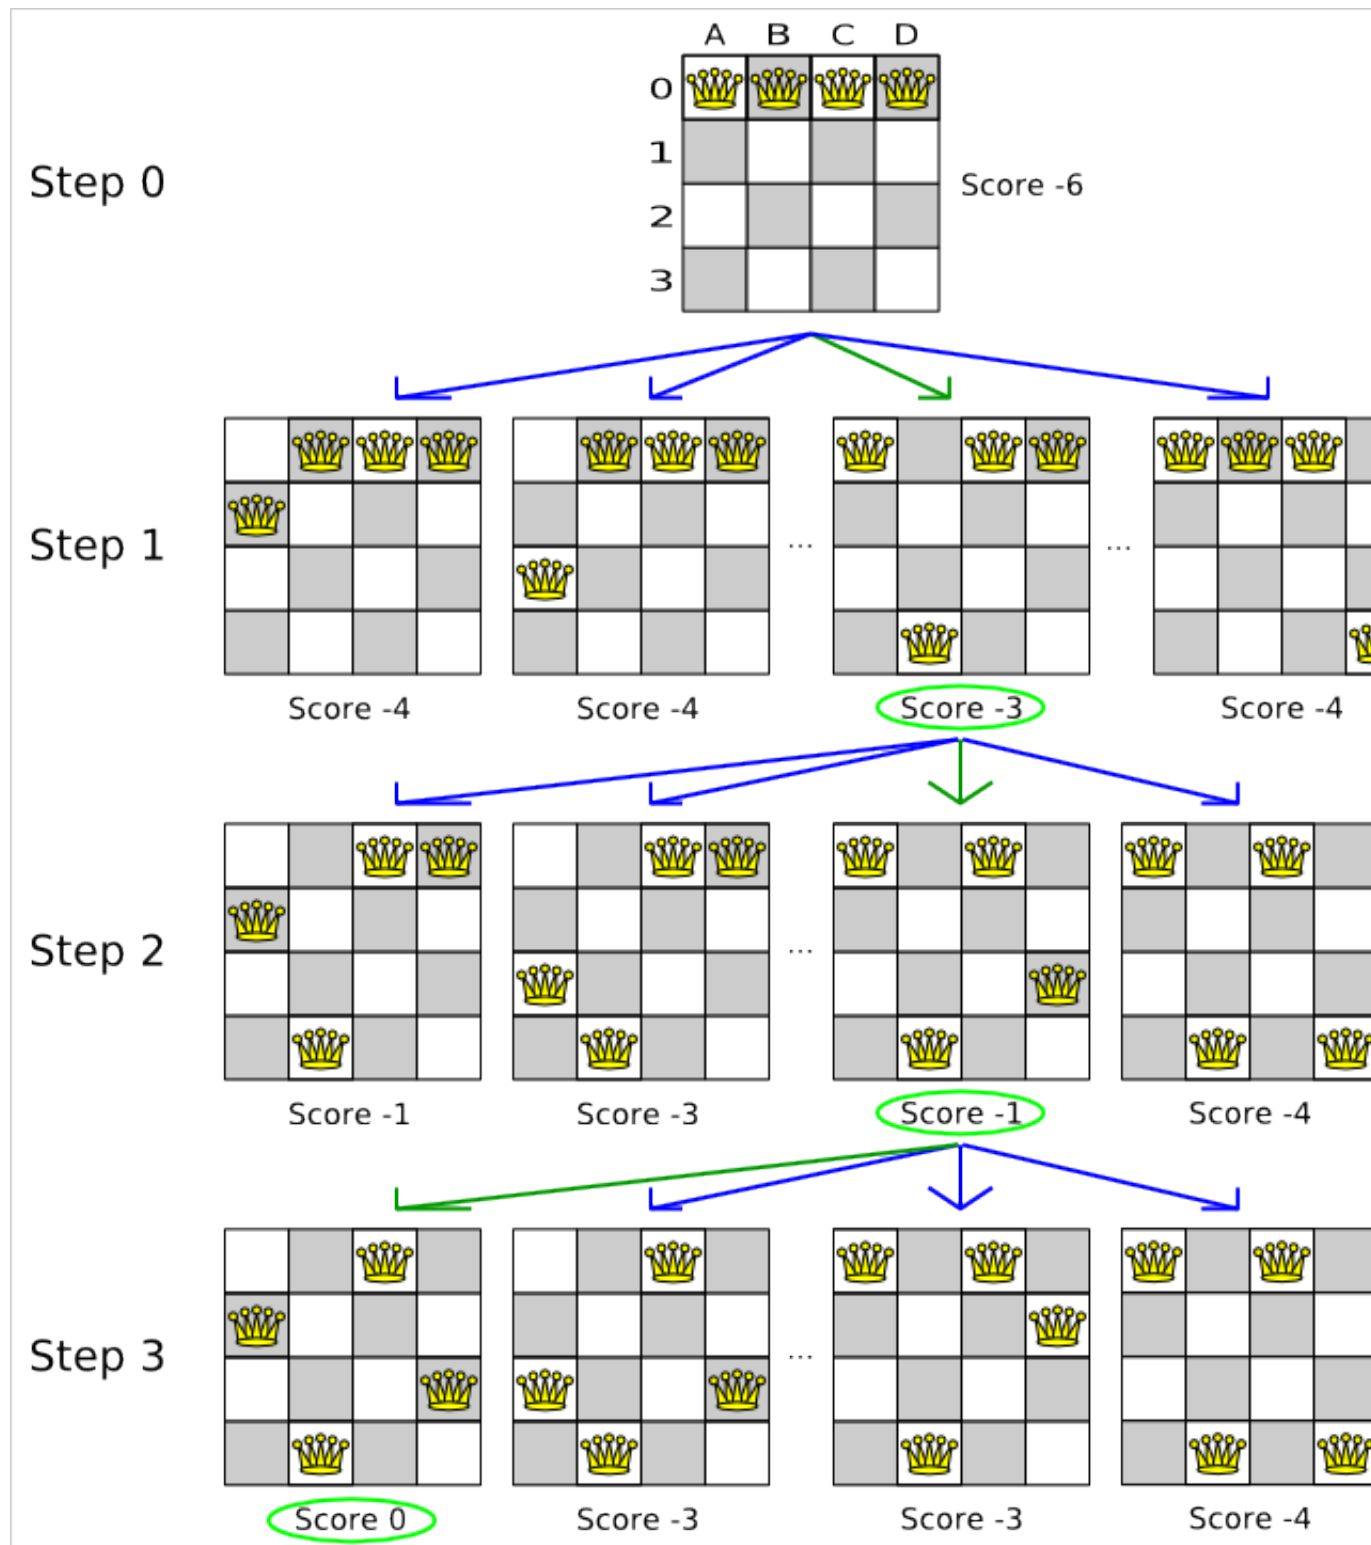 A B C D
0
1
Step 0
Score -6
2
3
Step 1
...
...
Score -4
Score -4
Score -3
Score -4
Step 2
...
Score -1
Score -3
Score -1
Score -4
Step 3
...
Score 0
Score -3
Score -3
Score -4